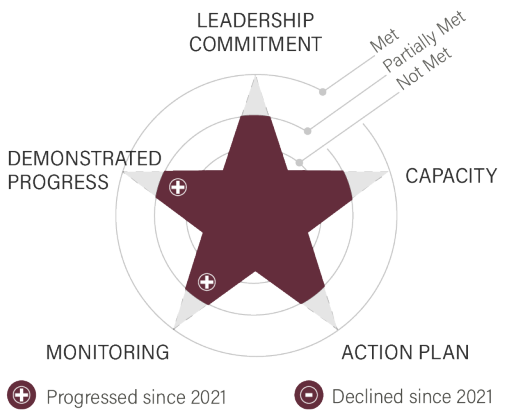 LEADERSHIP
COMMITMENT
Met
Partially Met
Not Met
DEMONSTRATED
PROGRESS
CAPACITY
MONITORING
ACTION PLAN
Progressed since 2021
Declined since 2021